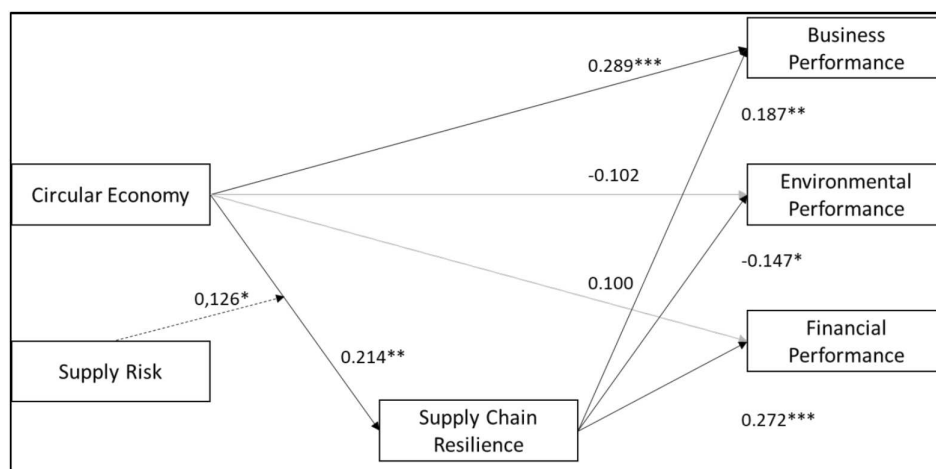 Business
Performance
0.289***
0.187**
Circular Economy
-0.102
Environmental
Performance
-0.147*
0,126*
0.100
Supply Risk
0.214**
Financial
Performance
Supply Chain
Resilience
0.272***